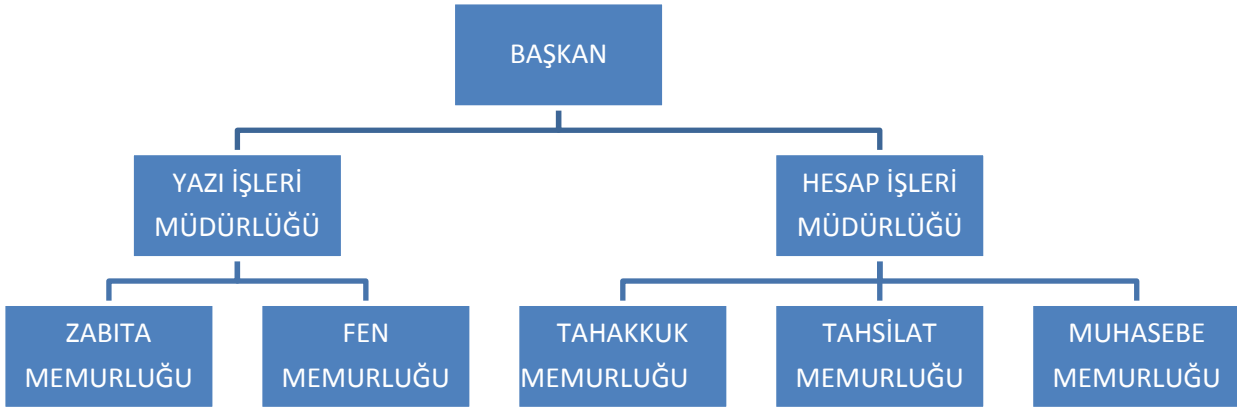 BAŞKAN
YAZI İŞLERİ
MÜDÜRLÜĞÜ
HESAP İŞLERİ
MÜDÜRLÜĞÜ
ZABITA
MEMURLUĞU
FEN
MEMURLUĞU
TAHAKKUK
MEMURLUĞU
TAHSİLAT
MEMURLUĞU
MUHASEBE
MEMURLUĞU